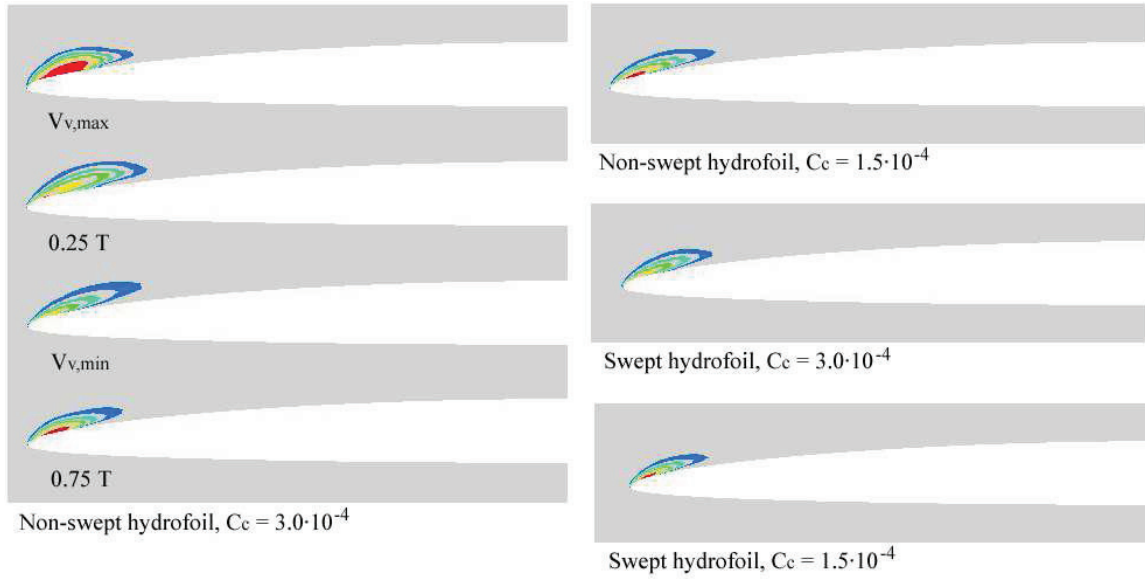 Vv,max
0.25 T
Vv,min
0.75 T
Non-swept hydrofoil, Cc = 3.0·10⁻⁴
Non-swept hydrofoil, Cc = 1.5·10⁻⁴
Swept hydrofoil, Cc = 3.0·10⁻⁴
Swept hydrofoil, Cc = 1.5·10⁻⁴